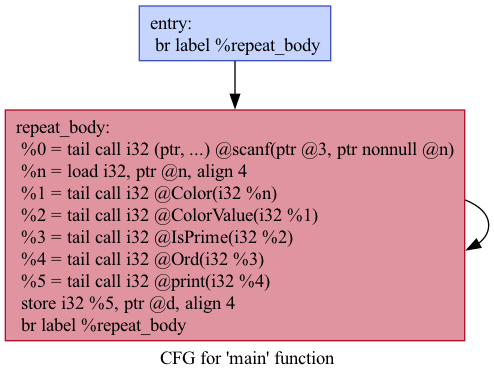 entry:
br label %repeat_body
repeat_body:
%0 = tail call i32 (ptr, ...) @scanf(ptr @3, ptr nonnull @n)
%n = load i32, ptr @n, align 4
%1 = tail call i32 @Color(i32 %n)
%2 = tail call i32 @ColorValue(i32 %1)
%3 = tail call i32 @IsPrime(i32 %2)
%4 = tail call i32 @Ord(i32 %3)
%5 = tail call i32 @print(i32 %4)
store i32 %5, ptr @d, align 4
br label %repeat_body
CFG for 'main' function